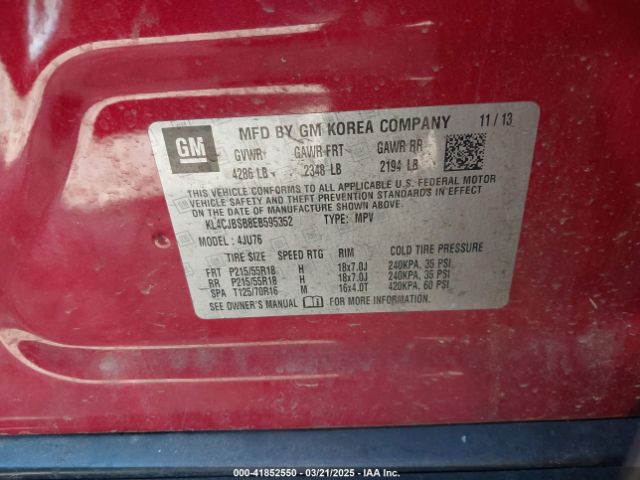 GM
MFD BY GM KOREA COMPANY 11 / 13
GVWR GAWR FRT GAWR RR
4286 LB 2348 LB 2194 LB
THIS VEHICLE CONFORMS TO ALL APPLICABLE U.S. FEDERAL MOTOR
VEHICLE SAFETY AND THEFT PREVENTION STANDARDS IN EFFECT ON
THE DATE OF MANUFACTURE SHOWN ABOVE.
KL4CJBSB8EB595352 TYPE: MPV
MODEL : 4JU76
TIRE SIZE SPEED RTG RIM COLD TIRE PRESSURE
FRT P215/55R18 H 18x7.0J 240KPA, 35 PSI
RR P215/55R18 H 18x7.0J 240KPA, 35 PSI
SPA T125/70R16 M 16x4.0T 420KPA, 60 PSI
SEE OWNER'S MANUAL FOR MORE INFORMATION.
000-41852550 - 03/21/2025 - IAA Inc.